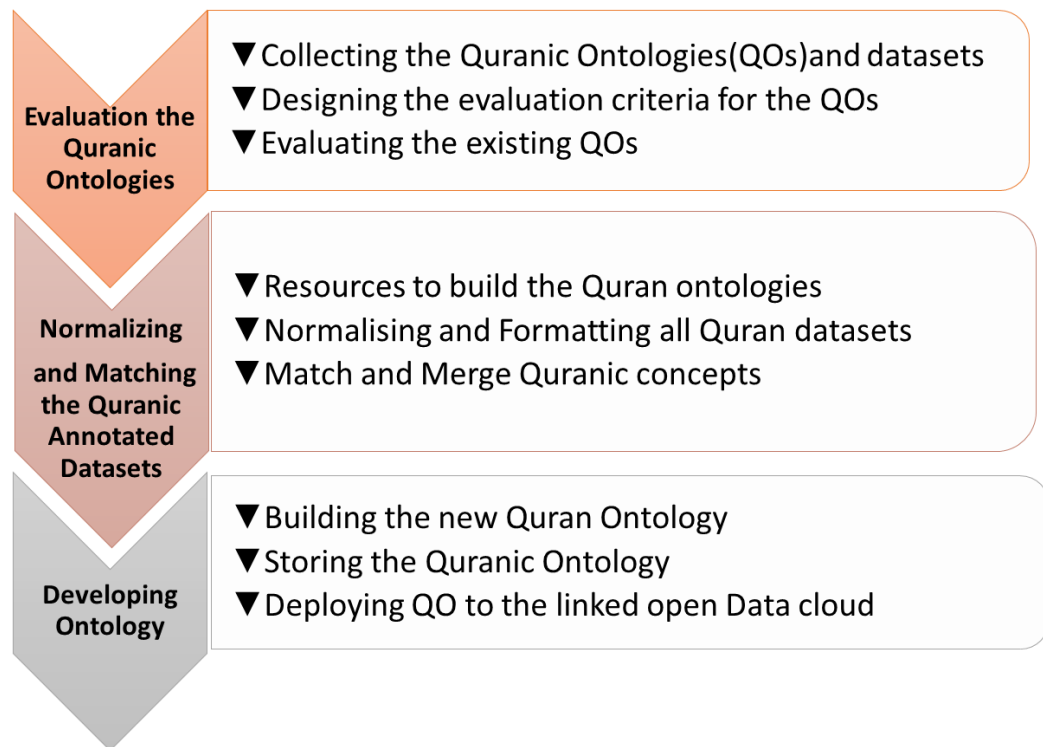 Evaluation the
Quranic
Ontologies
▼Collecting the Quranic Ontologies(QOs)and datasets
▼Designing the evaluation criteria for the QOs
▼Evaluating the existing QOs
Normalizing
and Matching
the Quranic
Annotated
Datasets
▼Resources to build the Quran ontologies
▼Normalising and Formatting all Quran datasets
▼Match and Merge Quranic concepts
Developing
Ontology
▼Building the new Quran Ontology
▼Storing the Quranic Ontology
▼Deploying QO to the linked open Data cloud